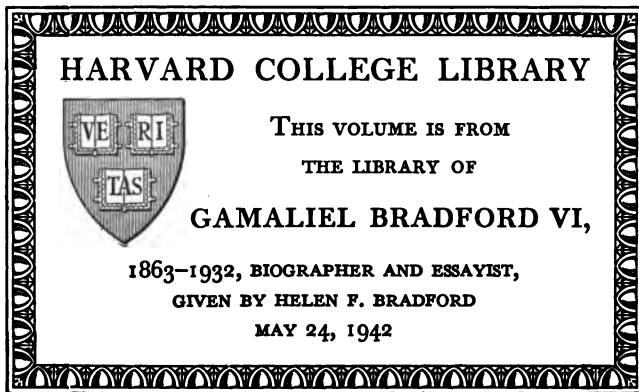 HARVARD COLLEGE LIBRARY
VE RI
TAS
THIS VOLUME IS FROM
THE LIBRARY OF
GAMALIEL BRADFORD VI,
1863–1932, BIOGRAPHER AND ESSAYIST,
GIVEN BY HELEN F. BRADFORD
MAY 24, 1942